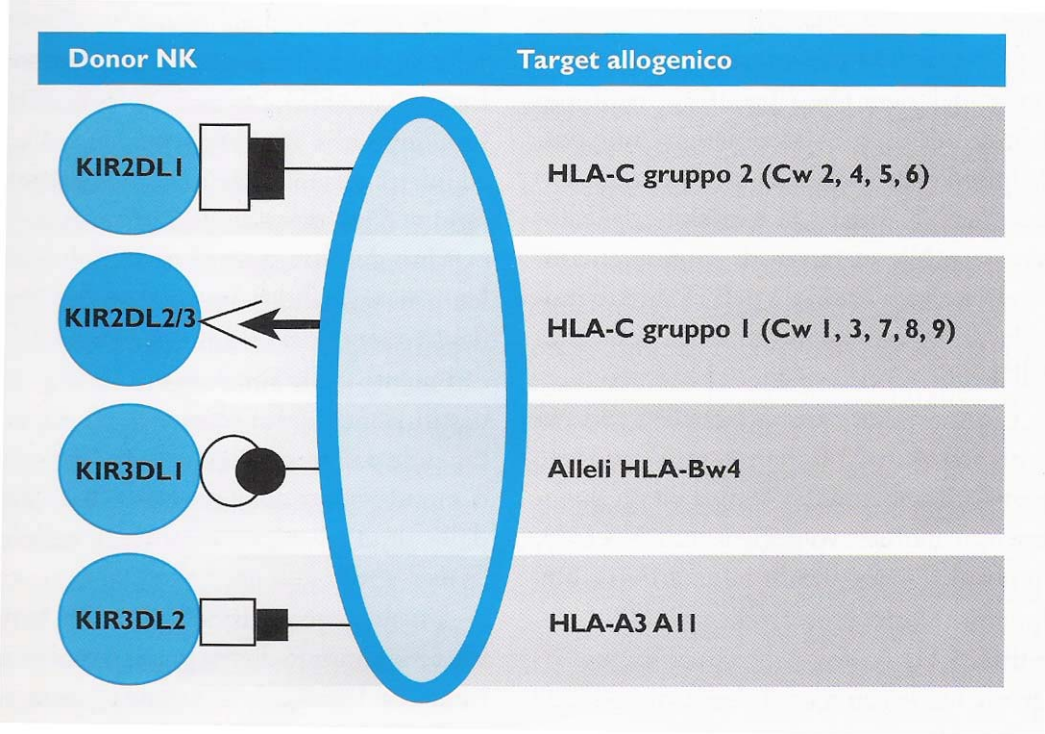 Donor NK Target allogenico
KIR2DL1 HLA-C gruppo 2 (Cw 2, 4, 5, 6)
KIR2DL2/3 HLA-C gruppo 1 (Cw 1, 3, 7, 8, 9)
KIR3DL1 Alleli HLA-Bw4
KIR3DL2 HLA-A3 A11